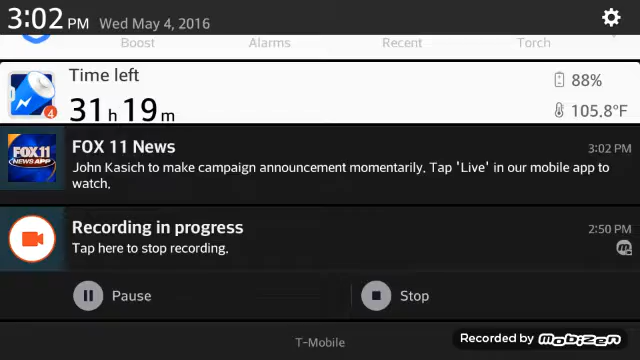 3:02 PM Wed May 4, 2016
Boost Alarms Recent Torch
Time left
88%
31 h 19 m
105.8°F
4
FOX 11
NEWS APP
FOX 11 News
3:02 PM
John Kasich to make campaign announcement momentarily. Tap 'Live' in our mobile app to
watch.
Recording in progress
2:50 PM
Tap here to stop recording.
Pause Stop
T-Mobile
Recorded by Mobizen